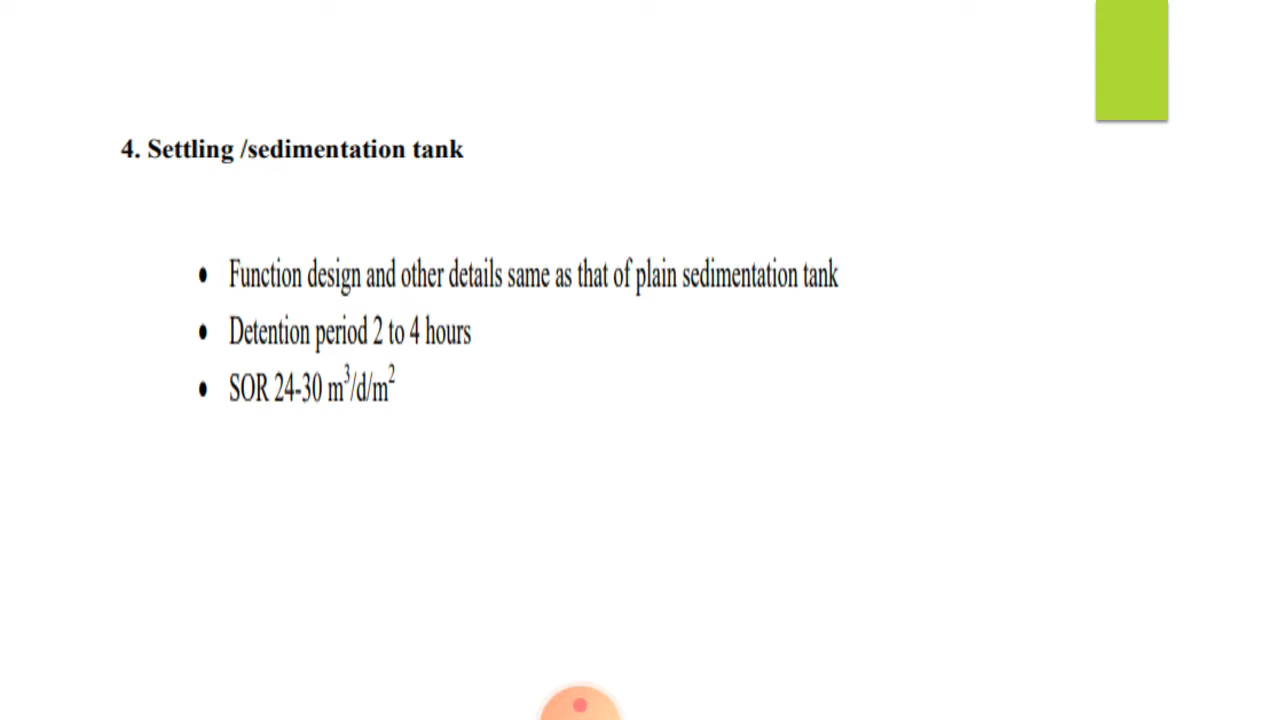 4. Settling /sedimentation tank
• Function design and other details same as that of plain sedimentation tank
• Detention period 2 to 4 hours
• SOR 24-30 m³/d/m²